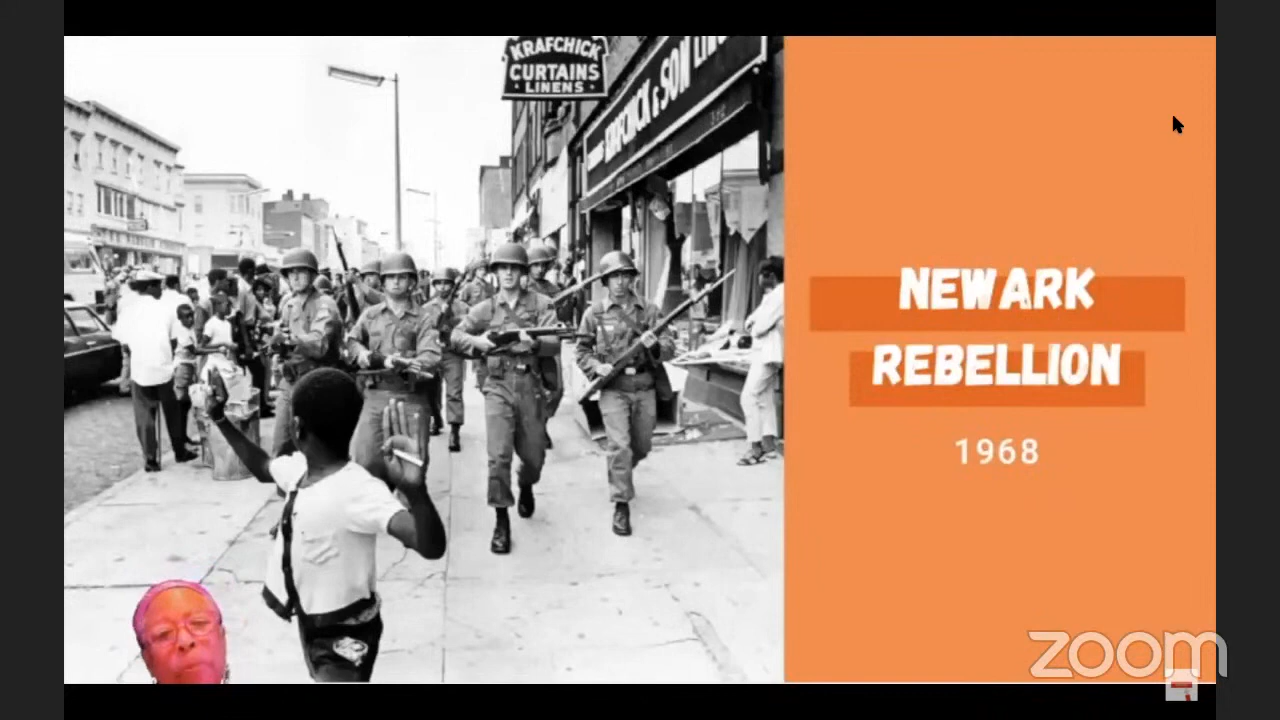 KRAFCHICK
CURTAINS
· LINENS ·
KRAFCHICK & SON
NEWARK
REBELLION
1968
zoom